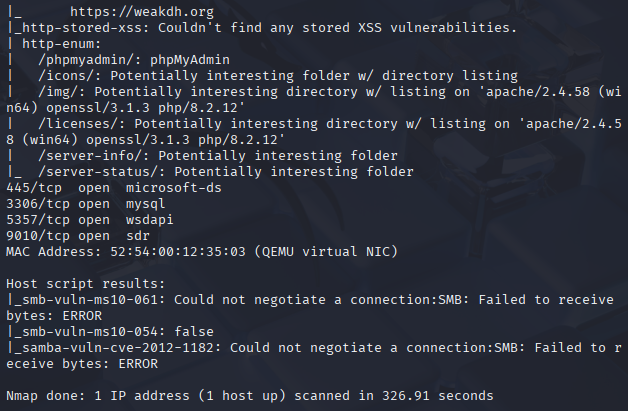 |_      https://weakdh.org
|_http-stored-xss: Couldn't find any stored XSS vulnerabilities.
| http-enum:
|   /phpmyadmin/: phpMyAdmin
|   /icons/: Potentially interesting folder w/ directory listing
|   /img/: Potentially interesting directory w/ listing on 'apache/2.4.58 (wi
n64) openssl/3.1.3 php/8.2.12'
|   /licenses/: Potentially interesting directory w/ listing on 'apache/2.4.5
8 (win64) openssl/3.1.3 php/8.2.12'
|   /server-info/: Potentially interesting folder
|_  /server-status/: Potentially interesting folder
445/tcp  open  microsoft-ds
3306/tcp open  mysql
5357/tcp open  wsdapi
9010/tcp open  sdr
MAC Address: 52:54:00:12:35:03 (QEMU virtual NIC)

Host script results:
|_smb-vuln-ms10-061: Could not negotiate a connection:SMB: Failed to receive
bytes: ERROR
|_smb-vuln-ms10-054: false
|_samba-vuln-cve-2012-1182: Could not negotiate a connection:SMB: Failed to r
eceive bytes: ERROR

Nmap done: 1 IP address (1 host up) scanned in 326.91 seconds